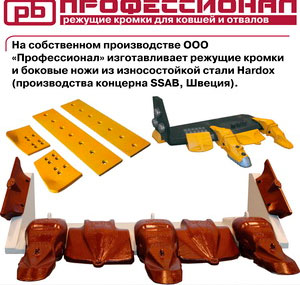 РБ ПРОФЕССИОНАЛ
режущие кромки для ковшей и отвалов
На собственном производстве ООО
«Профессионал» изготавливает режущие кромки
и боковые ножи из износостойкой стали Hardox
(производства концерна SSAB, Швеция).